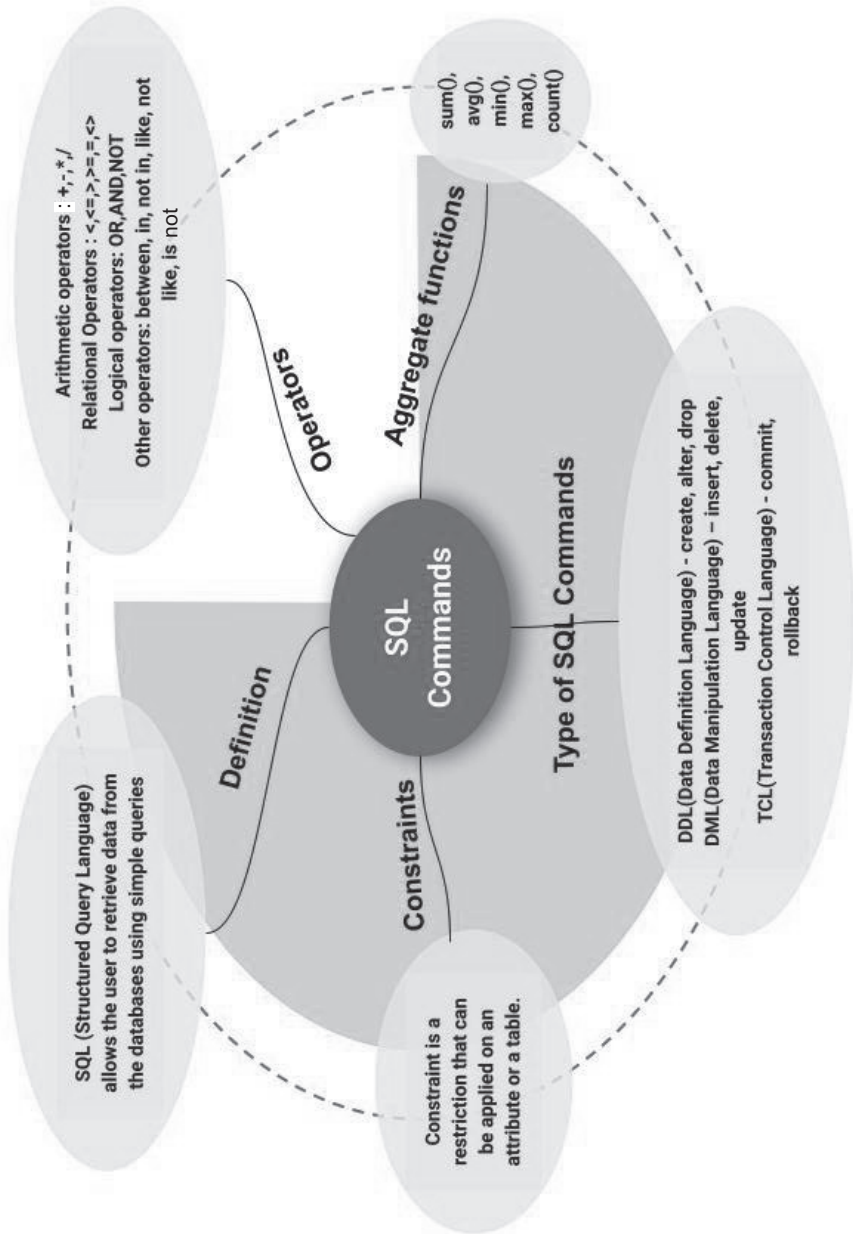 SQL
Commands
Definition
SQL (Structured Query Language)
allows the user to retrieve data from
the databases using simple queries
Operators
Arithmetic operators : +,-,*,/
Relational Operators : <,<=,>,>=,=,<>
Logical operators: OR,AND,NOT
Other operators: between, in, not in, like, not
like, is not
Aggregate functions
sum(),
avg(),
min(),
max(),
count()
Type of SQL Commands
DDL(Data Definition Language) - create, alter, drop
DML(Data Manipulation Language) – insert, delete,
update
TCL(Transaction Control Language) - commit,
rollback
Constraints
Constraint is a
restriction that can
be applied on an
attribute or a table.